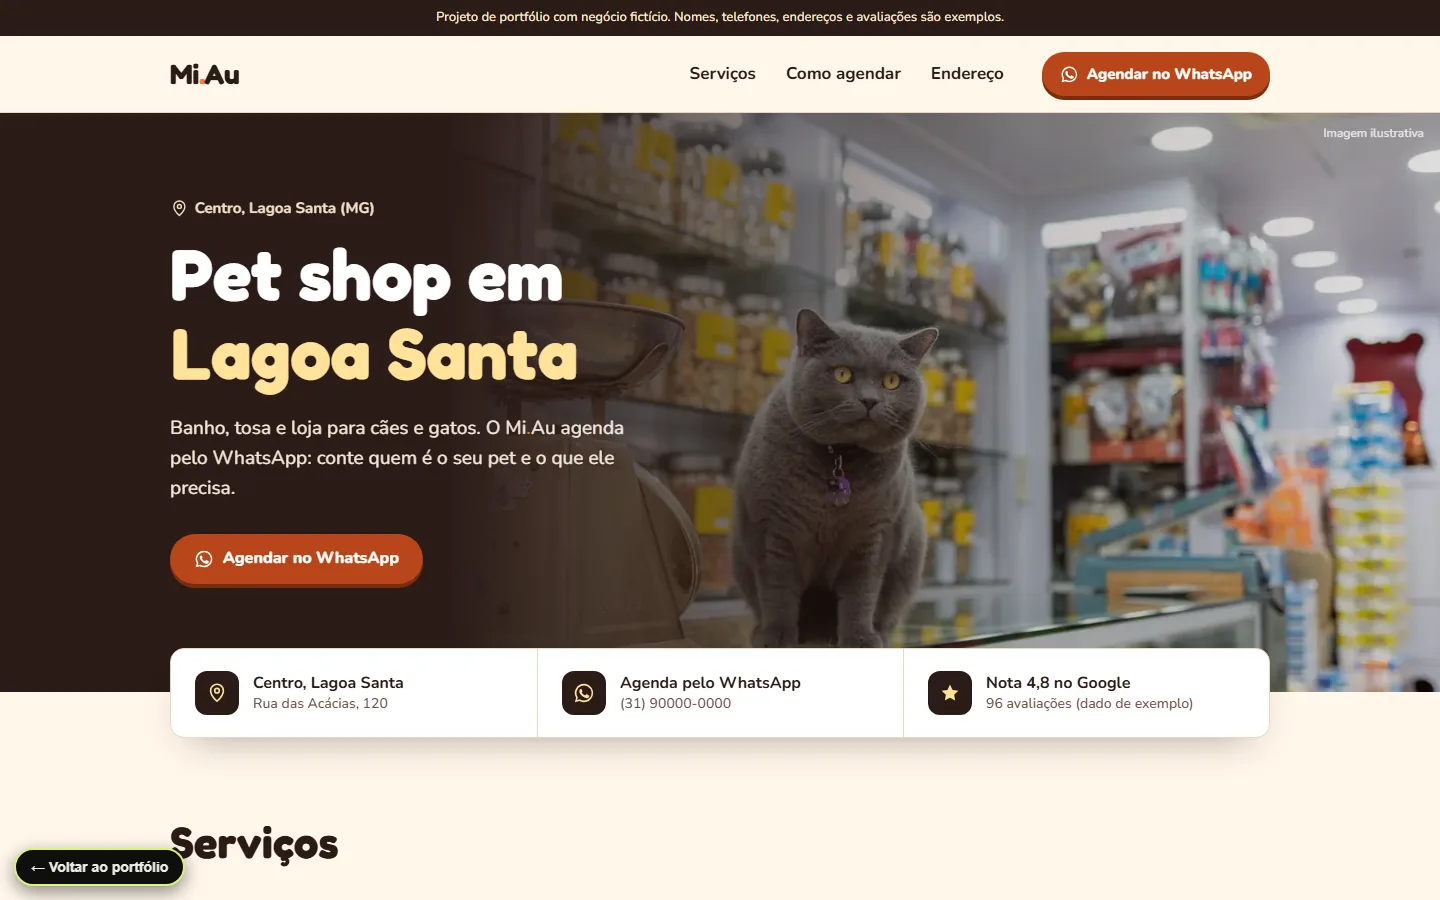 Projeto de portfólio com negócio fictício. Nomes, telefones, endereços e avaliações são exemplos.
Mi.Au
Serviços
Como agendar
Endereço
Agendar no WhatsApp
Imagem ilustrativa
Centro, Lagoa Santa (MG)
Pet shop em
Lagoa Santa
Banho, tosa e loja para cães e gatos. O Mi.Au agenda
pelo WhatsApp: conte quem é o seu pet e o que ele
precisa.
Agendar no WhatsApp
Centro, Lagoa Santa
Rua das Acácias, 120
Agenda pelo WhatsApp
(31) 90000-0000
Nota 4,8 no Google
96 avaliações (dado de exemplo)
Serviços
← Voltar ao portfólio